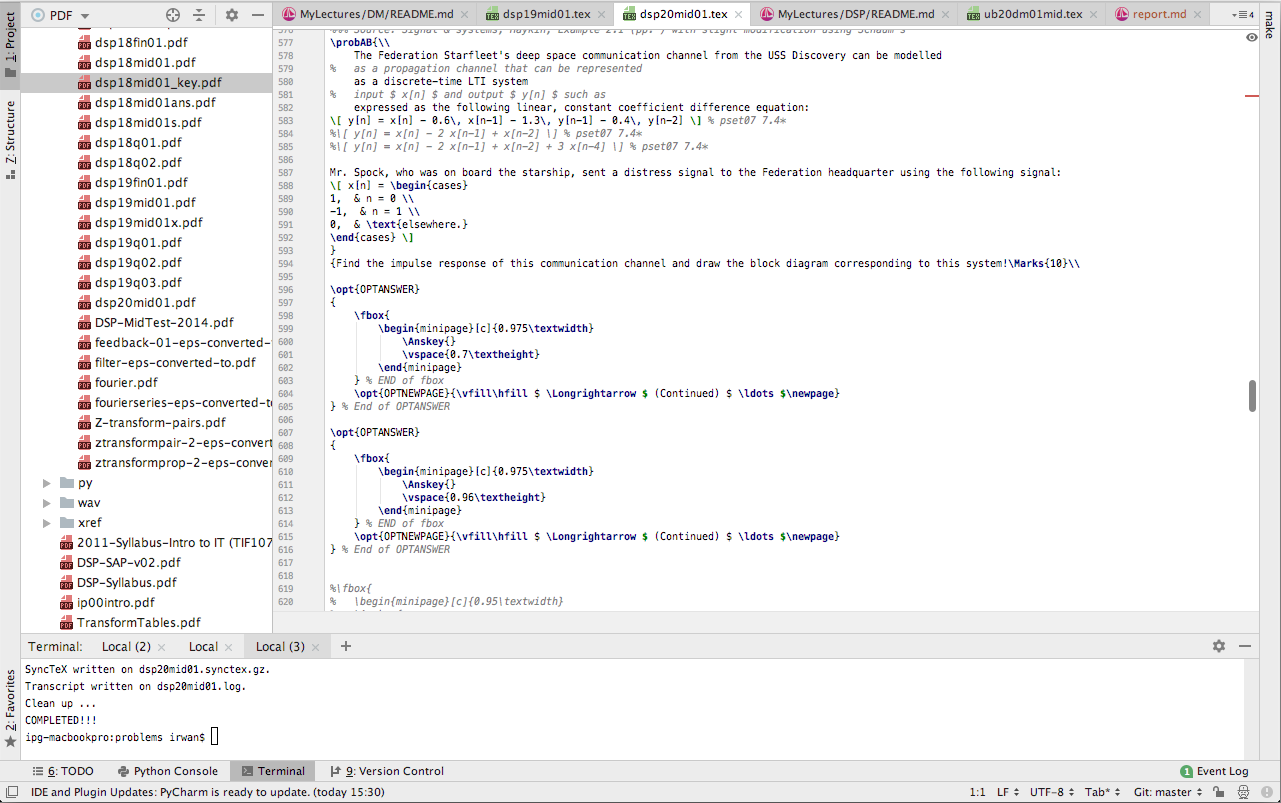 1: Project
Z: Structure
2: Favorites
make
PDF
MyLectures/DM/README.md
dsp19mid01.tex
dsp20mid01.tex
MyLectures/DSP/README.md
ub20dm01mid.tex
report.md
4
dsp18fin01.pdf
dsp18mid01.pdf
dsp18mid01_key.pdf
dsp18mid01ans.pdf
dsp18mid01s.pdf
dsp18q01.pdf
dsp18q02.pdf
dsp19fin01.pdf
dsp19mid01.pdf
dsp19mid01x.pdf
dsp19q01.pdf
dsp19q02.pdf
dsp19q03.pdf
dsp20mid01.pdf
DSP-MidTest-2014.pdf
feedback-01-eps-converted-
filter-eps-converted-to.pdf
fourier.pdf
fourierseries-eps-converted-to
Z-transform-pairs.pdf
ztransformpair-2-eps-convert
ztransformprop-2-eps-conver
py
wav
xref
2011-Syllabus-Intro to IT (TIF107
DSP-SAP-v02.pdf
DSP-Syllabus.pdf
ip00intro.pdf
TransformTables.pdf
576 %%% Source: Signal & systems, Haykin, Example 2.1 (pp. ) with slight modification using Schaum's
577 \probAB{\\
578 The Federation Starfleet's deep space communication channel from the USS Discovery can be modelled
579 % as a propagation channel that can be represented
580 as a discrete-time LTI system
581 % input $ x[n] $ and output $ y[n] $ such as
582 expressed as the following linear, constant coefficient difference equation:
583 \[ y[n] = x[n] - 0.6\, x[n-1] - 1.3\, y[n-1] - 0.4\, y[n-2] \] % pset07 7.4*
584 %\[ y[n] = x[n] - 2 x[n-1] + x[n-2] \] % pset07 7.4*
585 %\[ y[n] = x[n] - 2 x[n-1] + x[n-2] + 3 x[n-4] \] % pset07 7.4*
586
587 Mr. Spock, who was on board the starship, sent a distress signal to the Federation headquarter using the following signal:
588 \[ x[n] = \begin{cases}
589 1, & n = 0 \\
590 -1, & n = 1 \\
591 0, & \text{elsewhere.}
592 \end{cases} \]
593 }
594 {Find the impulse response of this communication channel and draw the block diagram corresponding to this system!\Marks{10}\\
595
596 \opt{OPTANSWER}
597 {
598 \fbox{
599 \begin{minipage}[c]{0.975\textwidth}
600 \Anskey{}
601 \vspace{0.7\textheight}
602 \end{minipage}
603 } % END of fbox
604 \opt{OPTNEWPAGE}{\vfill\hfill $ \Longrightarrow $ (Continued) $ \ldots $\newpage}
605 } % End of OPTANSWER
606
607 \opt{OPTANSWER}
608 {
609 \fbox{
610 \begin{minipage}[c]{0.975\textwidth}
611 \Anskey{}
612 \vspace{0.96\textheight}
613 \end{minipage}
614 } % END of fbox
615 \opt{OPTNEWPAGE}{\vfill\hfill $ \Longrightarrow $ (Continued) $ \ldots $\newpage}
616 } % End of OPTANSWER
617
618
619 %\fbox{
620 % \begin{minipage}[c]{0.95\textwidth}
Terminal: Local (2) Local Local (3)
SyncTeX written on dsp20mid01.synctex.gz.
Transcript written on dsp20mid01.log.
Clean up ...
COMPLETED!!!
ipg-macbookpro:problems irwan$
6: TODO Python Console Terminal 9: Version Control 1 Event Log
IDE and Plugin Updates: PyCharm is ready to update. (today 15:30) 1:1 LF UTF-8 Tab* Git: master